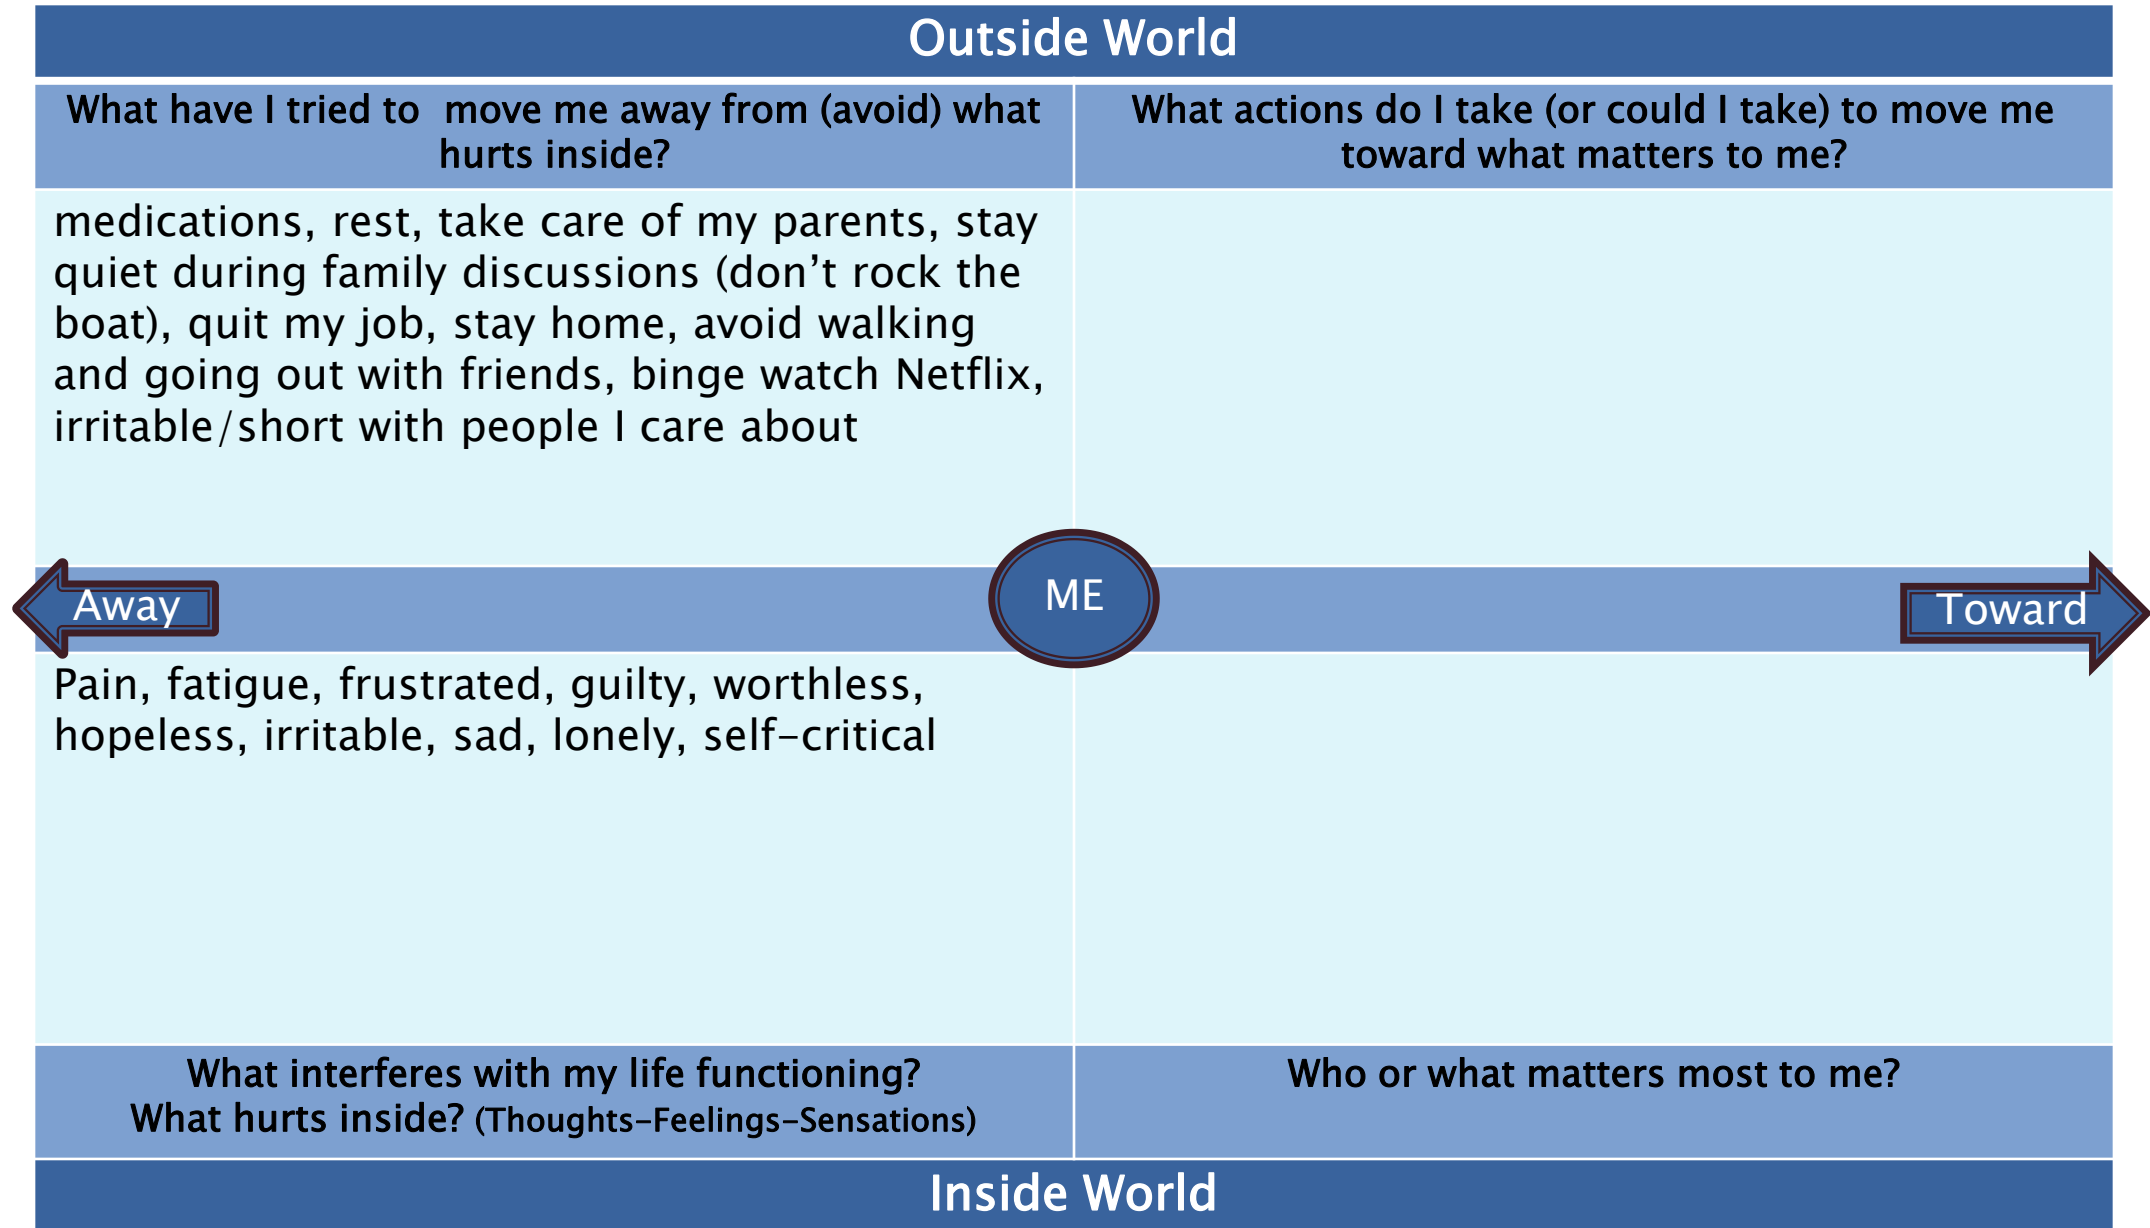 Outside World
What have I tried to  move me away from (avoid) what
hurts inside?
What actions do I take (or could I take) to move me
toward what matters to me?
medications, rest, take care of my parents, stay
quiet during family discussions (don’t rock the
boat), quit my job, stay home, avoid walking
and going out with friends, binge watch Netflix,
irritable/short with people I care about
Away
ME
Toward
Pain, fatigue, frustrated, guilty, worthless,
hopeless, irritable, sad, lonely, self-critical
What interferes with my life functioning?
What hurts inside? (Thoughts-Feelings-Sensations)
Who or what matters most to me?
Inside World